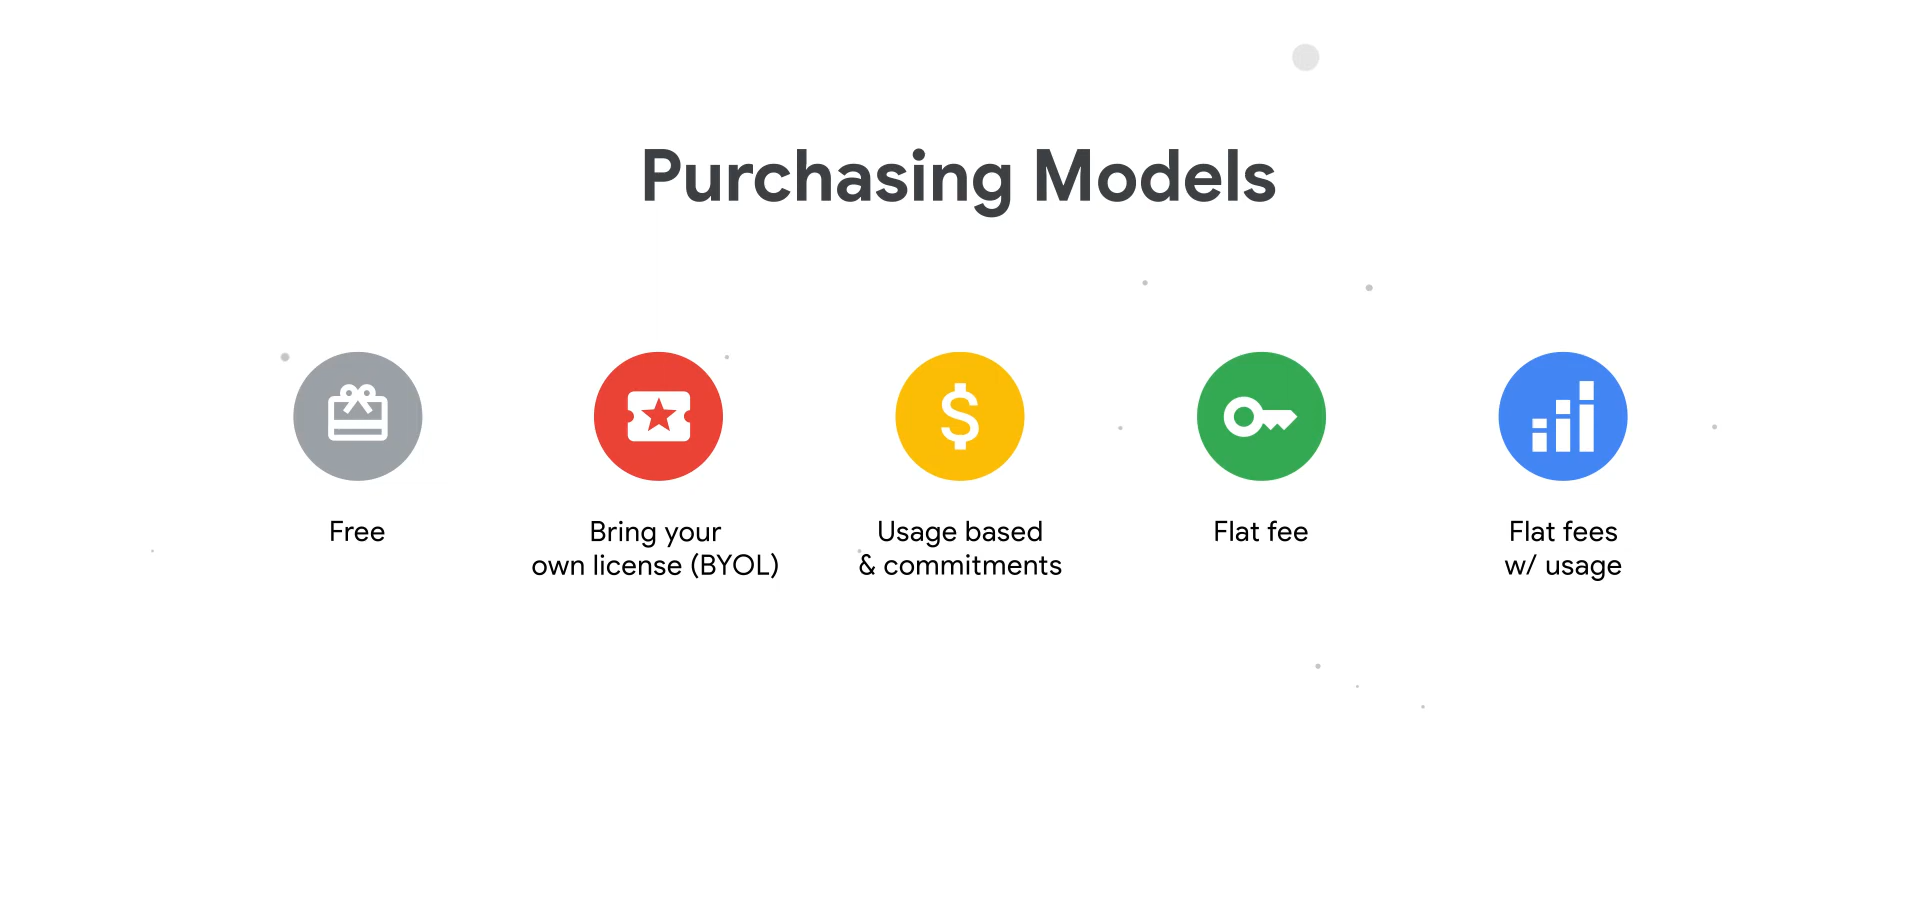 Purchasing Models
Free
Bring your
own license (BYOL)
Usage based
& commitments
Flat fee
Flat fees
w/ usage